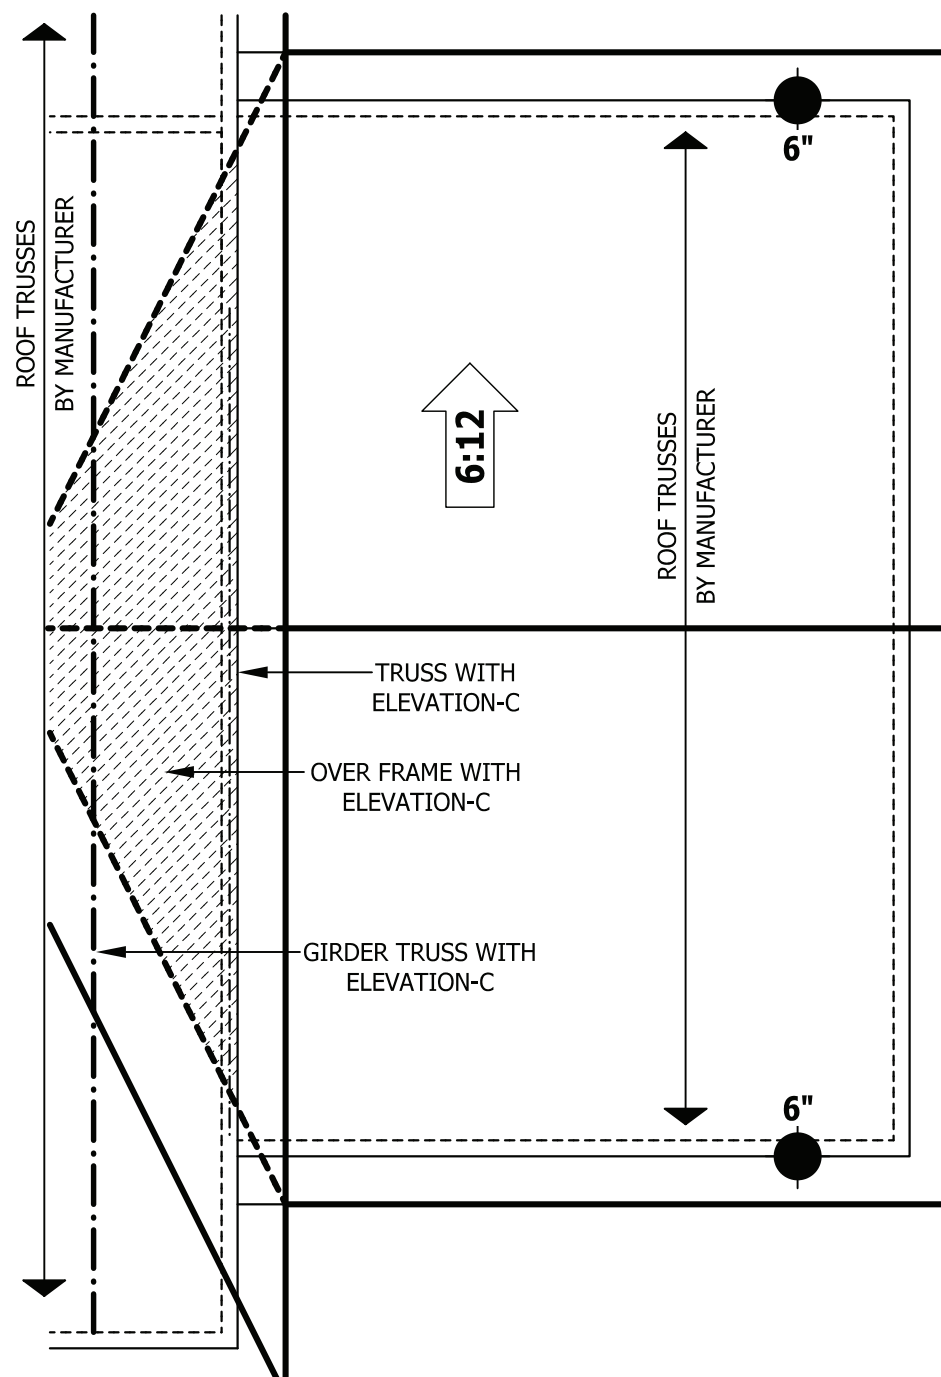 6"
ROOF TRUSSES
BY MANUFACTURER
6:12
ROOF TRUSSES
BY MANUFACTURER
TRUSS WITH
ELEVATION-C
OVER FRAME WITH
ELEVATION-C
GIRDER TRUSS WITH
ELEVATION-C
6"